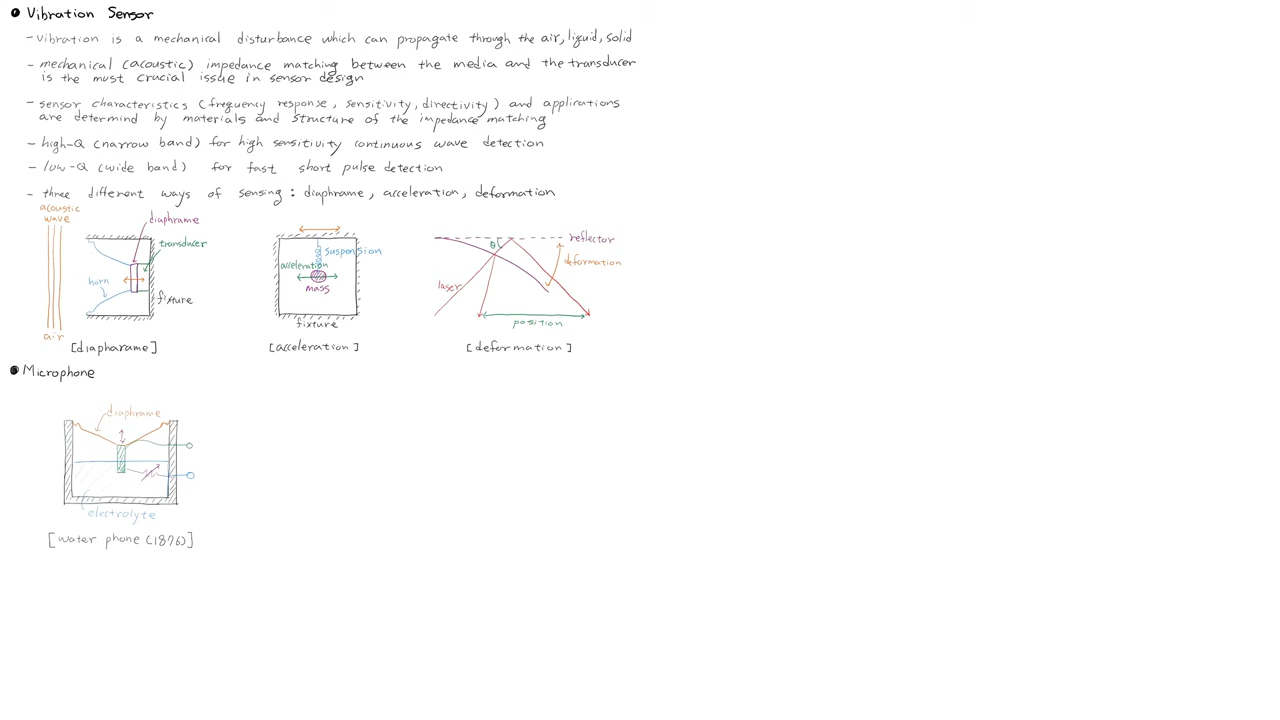 Vibration Sensor
- Vibration is a mechanical disturbance which can propagate through the air, liquid, solid
- mechanical (acoustic) impedance matching between the media and the transducer
is the must crucial issue in sensor design
- sensor characteristics (frequency response, sensitivity, directivity) and applications
are determind by materials and structure of the impedance matching
- high-Q (narrow band) for high sensitivity continuous wave detection
- low-Q (wide band) for fast short pulse detection
- three different ways of sensing : diaphrame, acceleration, deformation
acoustic
wave
diaphrame
transducer
horn
fixture
air
[diapharame]
suspension
acceleration
mass
fixture
[acceleration]
θ
reflector
deformation
laser
position
[deformation]
Microphone
diaphrame
electrolyte
[water phone (1876)]